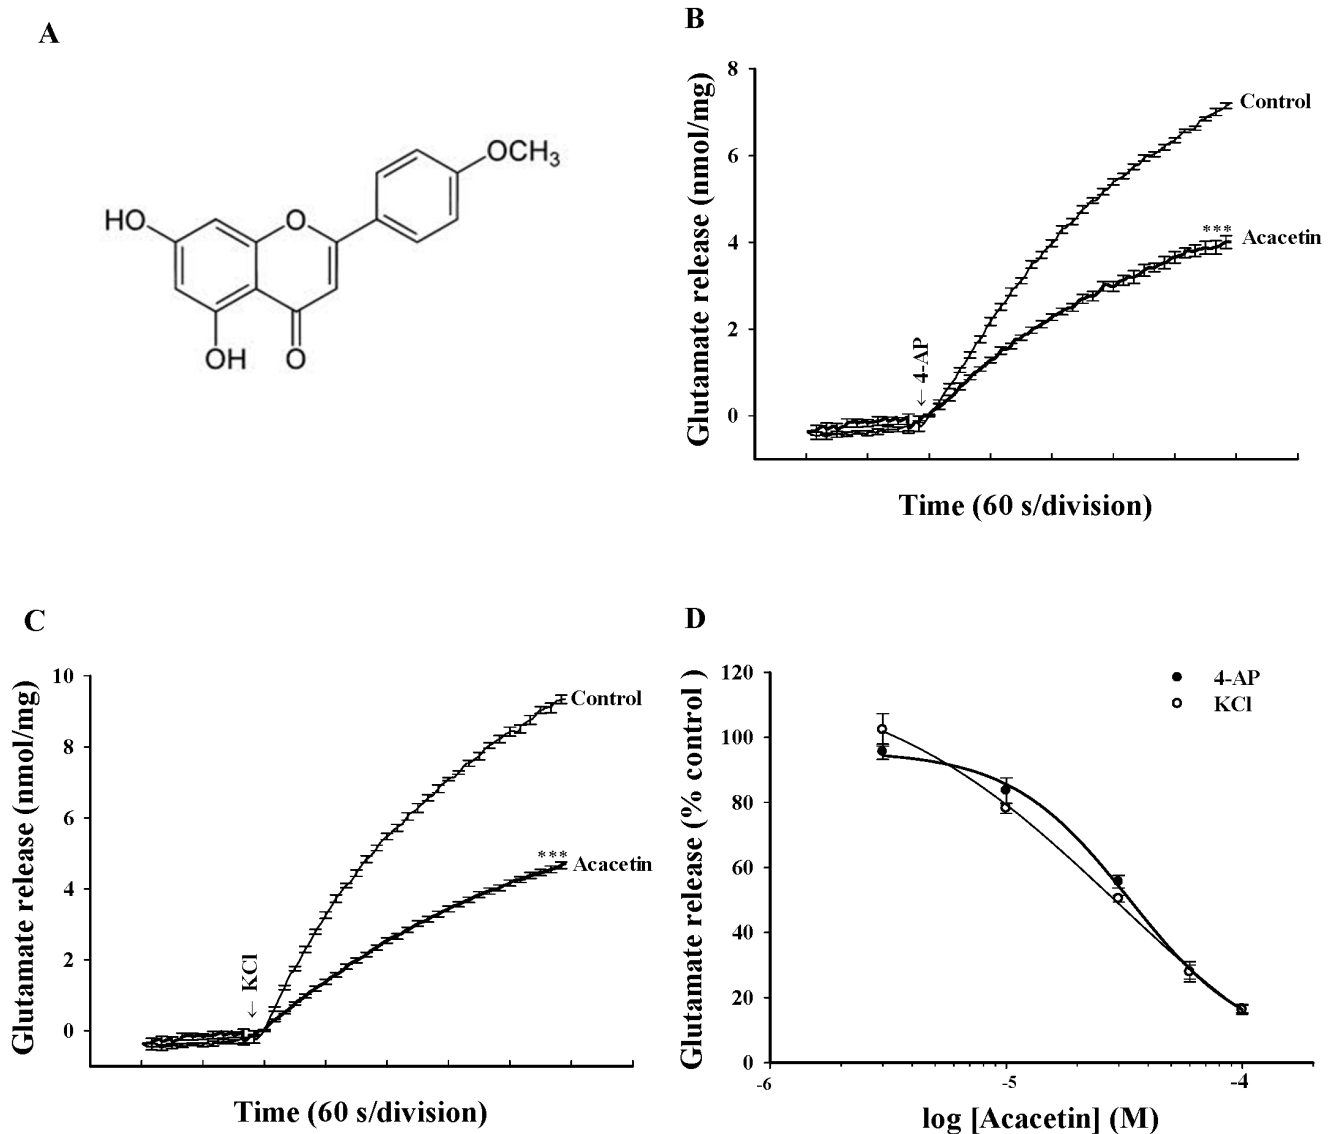 A
OCH3
HO
O
OH
O
B
8
6
4
2
0
Glutamate release (nmol/mg)
Control
***
Acacetin
↓ 4-AP
Time (60 s/division)
C
10
8
6
4
2
0
Glutamate release (nmol/mg)
Control
***
Acacetin
↓ KCl
Time (60 s/division)
D
120
100
80
60
40
20
0
Glutamate release (% control )
4-AP
KCl
-6
-5
-4
log [Acacetin] (M)